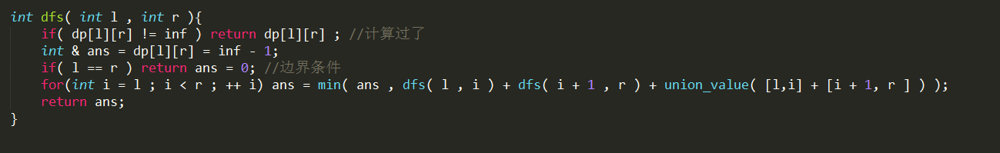 int dfs( int l , int r ){
    if( dp[l][r] != inf ) return dp[l][r] ; //计算过了
    int & ans = dp[l][r] = inf - 1;
    if( l == r ) return ans = 0; //边界条件
    for(int i = l ; i < r ; ++ i) ans = min( ans , dfs( l , i ) + dfs( i + 1 , r ) + union_value( [l,i] + [i + 1, r ] ) );
    return ans;
}